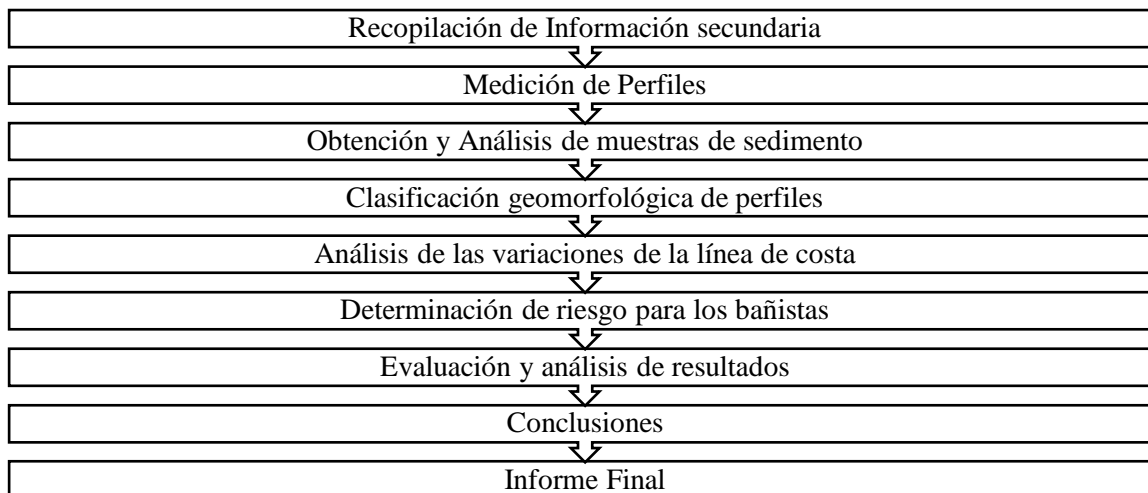 Recopilación de Información secundaria
Medición de Perfiles
Obtención y Análisis de muestras de sedimento
Clasificación geomorfológica de perfiles
Análisis de las variaciones de la línea de costa
Determinación de riesgo para los bañistas
Evaluación y análisis de resultados
Conclusiones
Informe Final